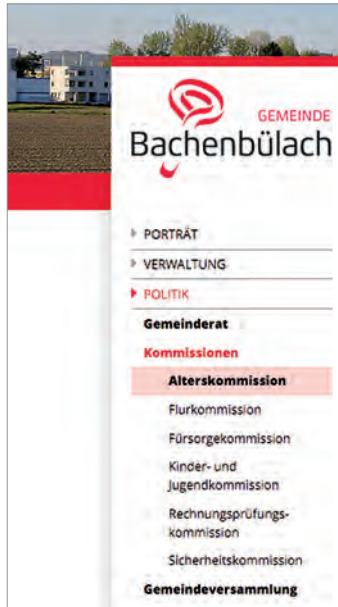 GEMEINDE
Bachenbülach
PORTRÄT
VERWALTUNG
POLITIK
Gemeinderat
Kommissionen
Alterskommission
Flurkommission
Fürsorgekommission
Kinder- und
Jugendkommission
Rechnungsprüfungs-
kommission
Sicherheitskommission
Gemeindeversammlung